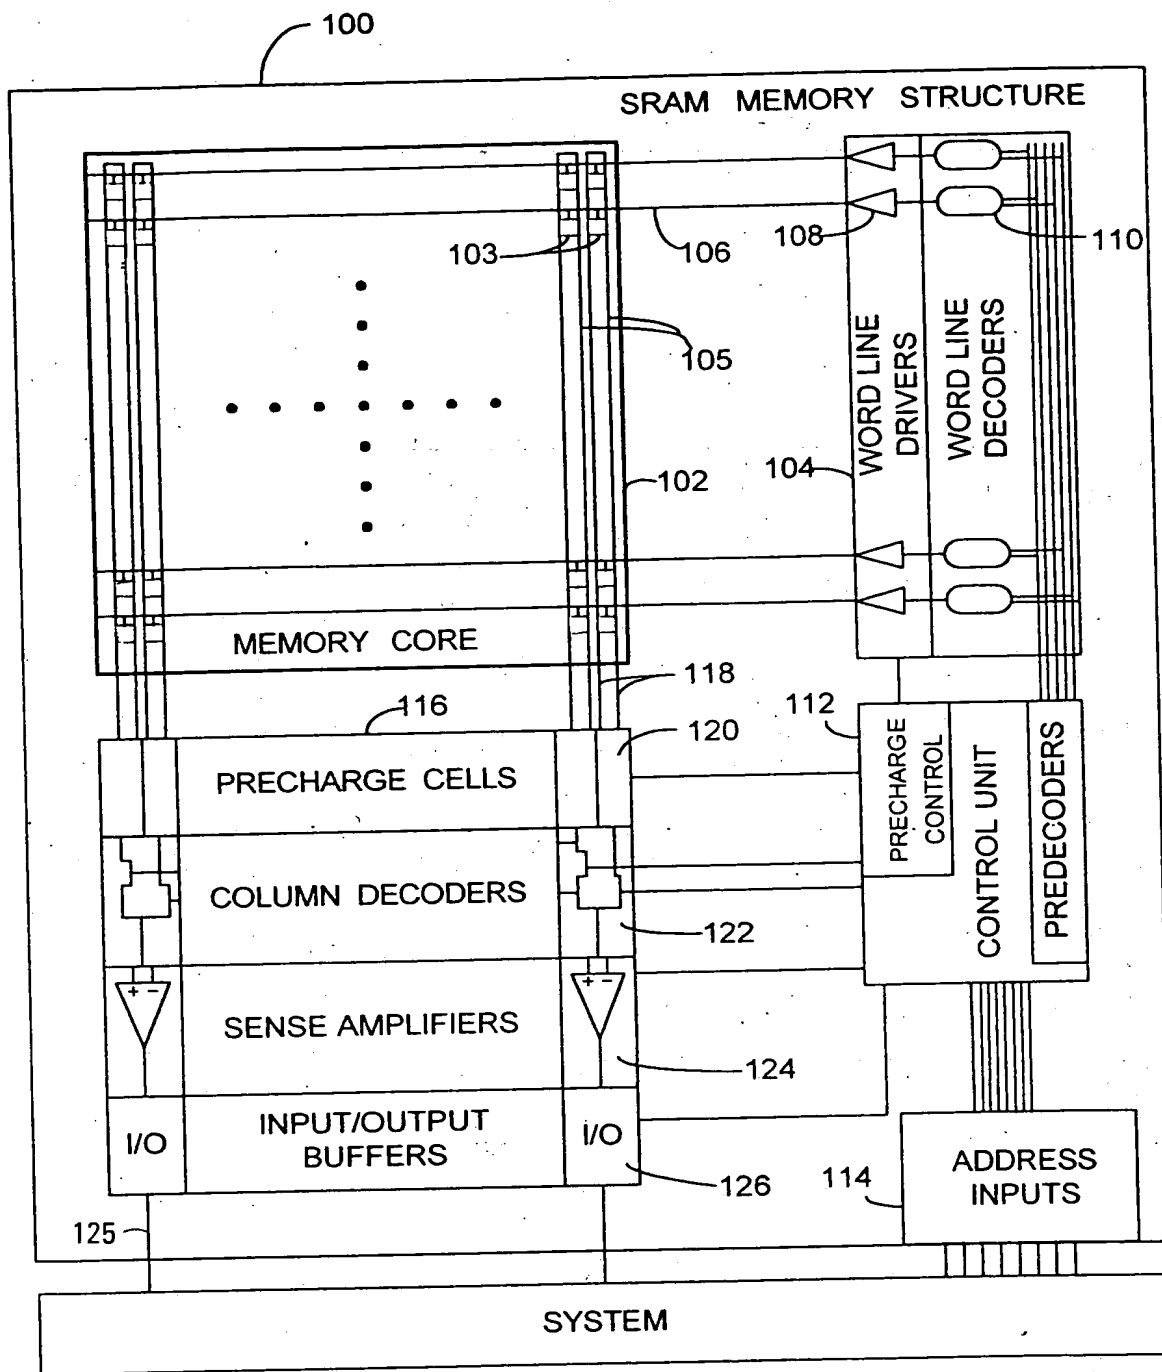 100
SRAM MEMORY STRUCTURE
103
106
108
110
105
WORD LINE
DRIVERS
WORD LINE
DECODERS
102
104
MEMORY CORE
118
116
120
112
PRECHARGE CELLS
PRECHARGE
CONTROL
CONTROL UNIT
PREDECODERS
COLUMN DECODERS
122
+ -
+ -
SENSE AMPLIFIERS
124
I/O
INPUT/OUTPUT
BUFFERS
I/O
126
ADDRESS
INPUTS
114
125
SYSTEM